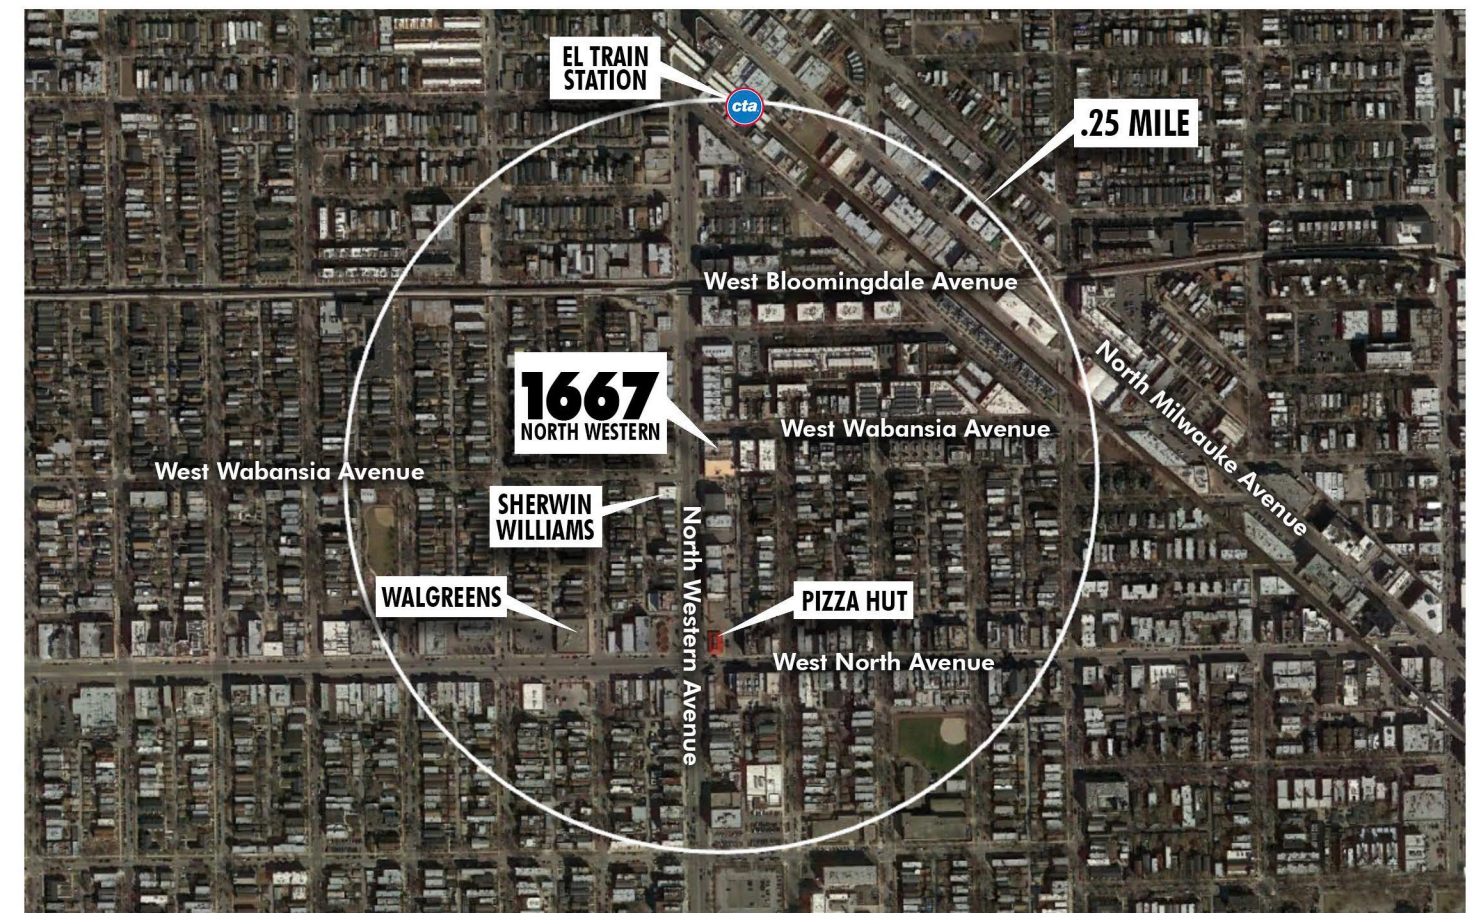 EL TRAIN
STATION
cta
.25 MILE
West Bloomingdale Avenue
North Milwauke Avenue
1667
NORTH WESTERN
West Wabansia Avenue
West Wabansia Avenue
SHERWIN
WILLIAMS
North Western Avenue
WALGREENS
PIZZA HUT
West North Avenue